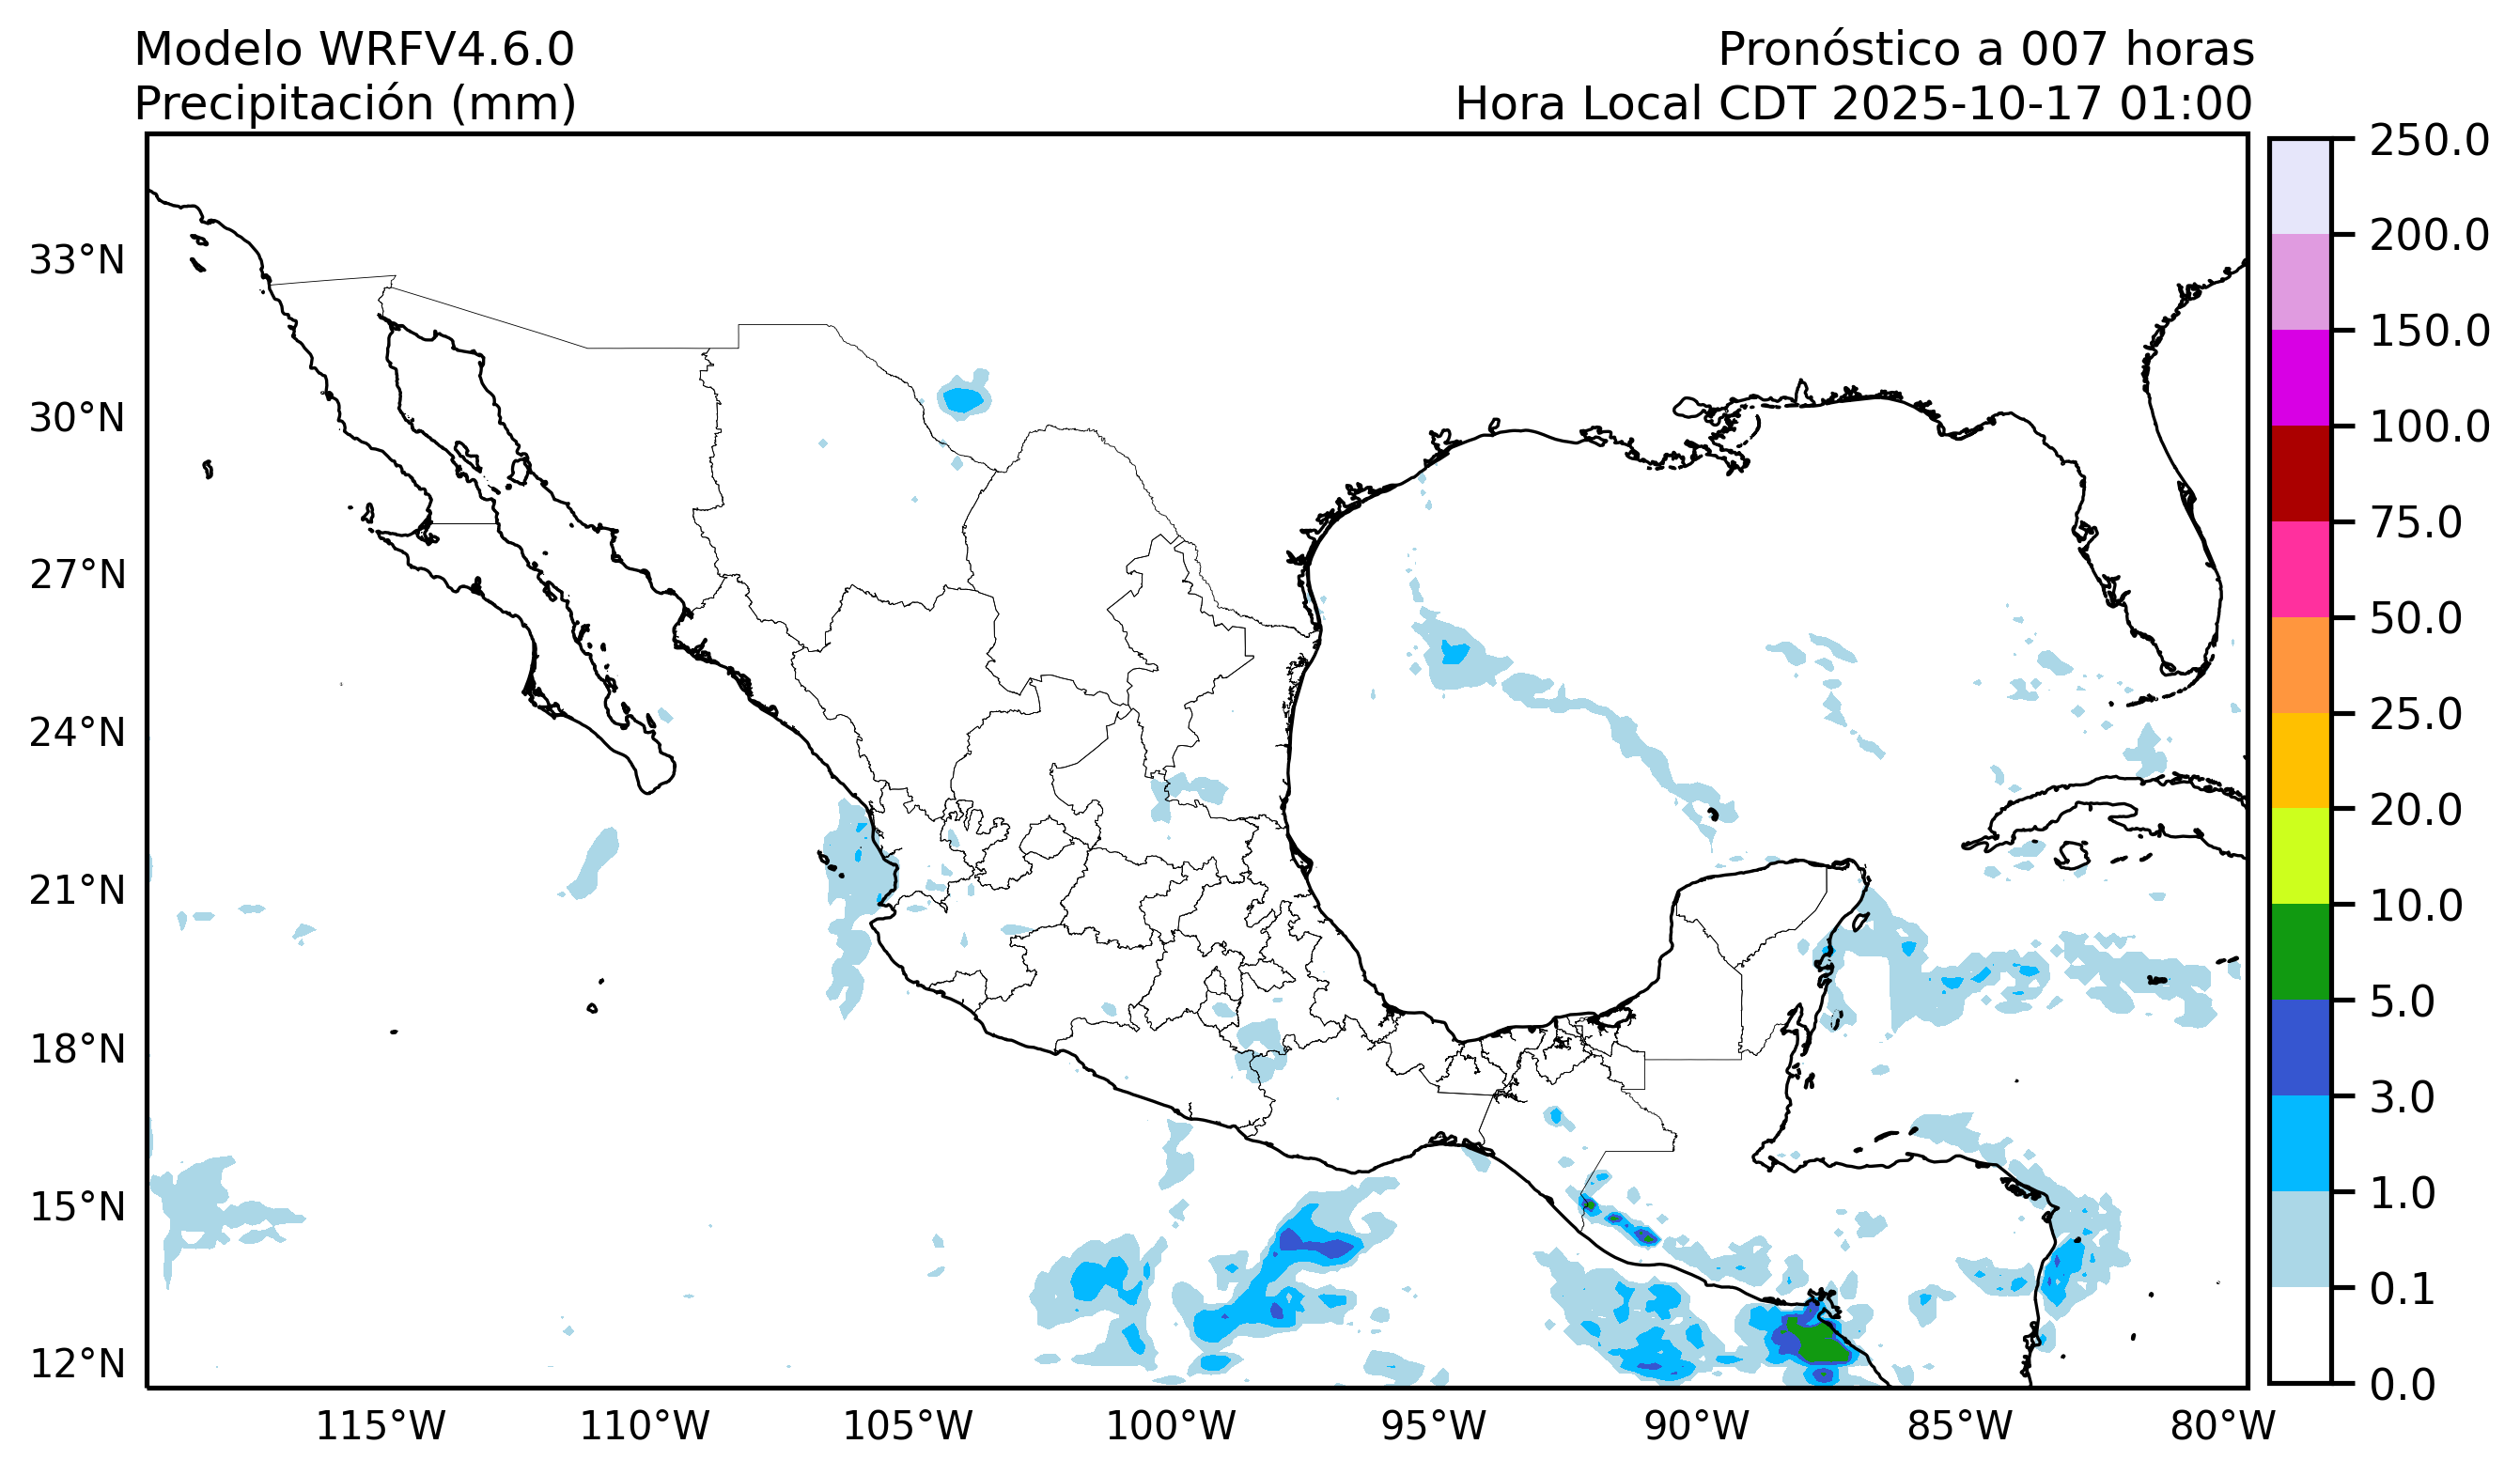 Modelo WRFV4.6.0
Precipitación (mm)
Pronóstico a 007 horas
Hora Local CDT 2025-10-17 01:00
33°N
30°N
27°N
24°N
21°N
18°N
15°N
12°N
115°W
110°W
105°W
100°W
95°W
90°W
85°W
80°W
250.0
200.0
150.0
100.0
75.0
50.0
25.0
20.0
10.0
5.0
3.0
1.0
0.1
0.0